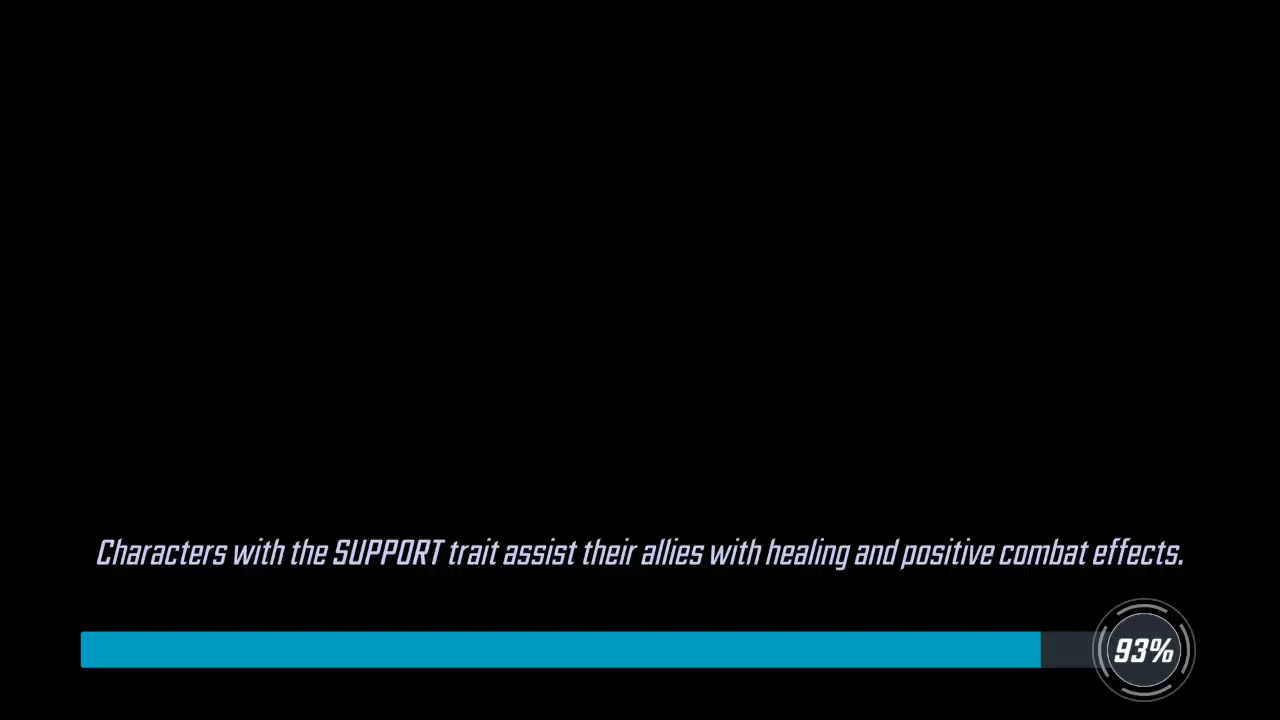 Characters with the SUPPORT trait assist their allies with healing and positive combat effects.
93%